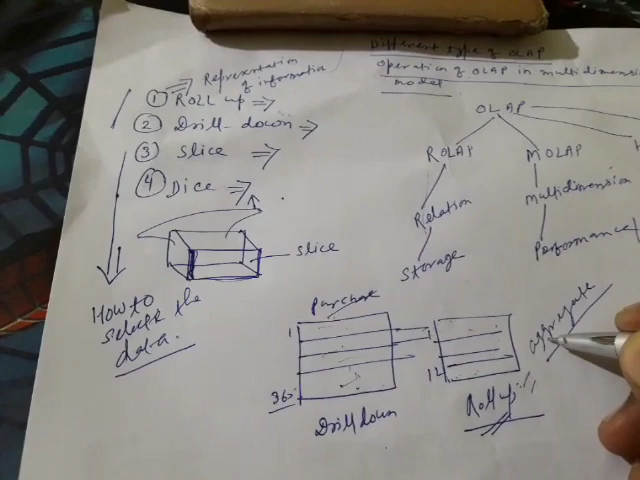 Different type of OLAP
Operation of OLAP in multidimension
model
⇒ Representation
of information
① ROLL up ⇒
② Drill-down ⇒
③ Slice ⇒
④ Dice ⇒
slice
How to
select the
data.
OLAP
ROLAP
MOLAP
H
Relation
Storage
Multidimension
Performance
Purchase
1
365
Drill down
1
12
Roll up
aggregate